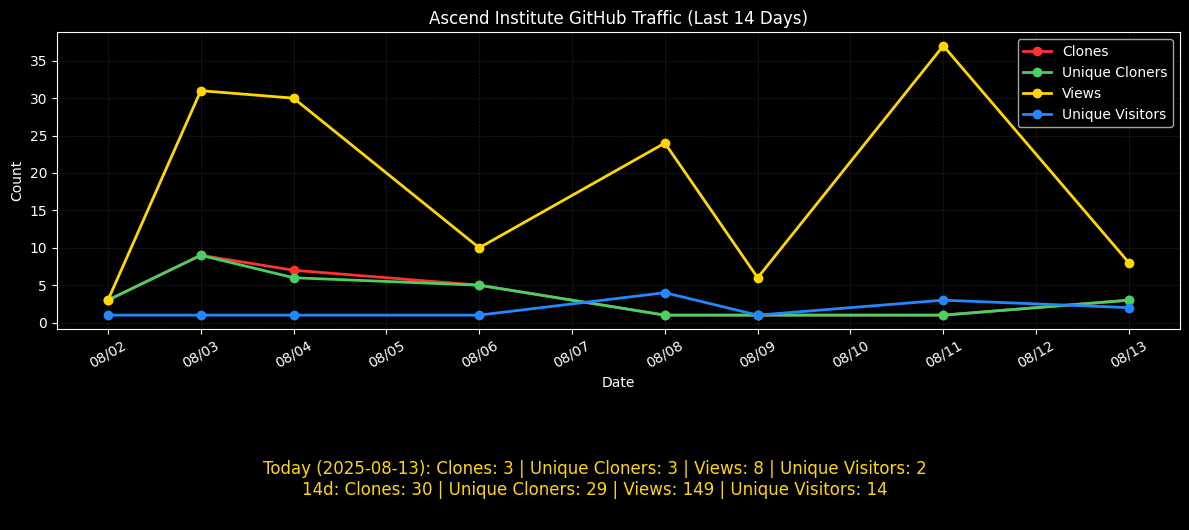 Ascend Institute GitHub Traffic (Last 14 Days)
Clones
Unique Cloners
Views
Unique Visitors
Count
35
30
25
20
15
10
5
0
08/02
08/03
08/04
08/05
08/06
08/07
08/08
08/09
08/10
08/11
08/12
08/13
Date
Today (2025-08-13): Clones: 3 | Unique Cloners: 3 | Views: 8 | Unique Visitors: 2
14d: Clones: 30 | Unique Cloners: 29 | Views: 149 | Unique Visitors: 14